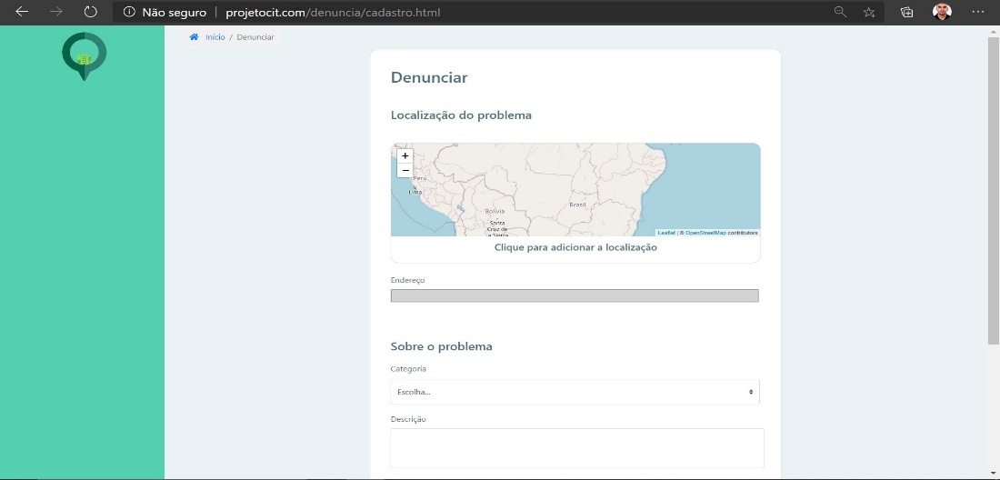 Não seguro | projetocit.com/denuncia/cadastro.html
Início / Denunciar
Denunciar
Localização do problema
+
−
Perú
Lima
Bolivia
Brasil
Santa
Cruz de
la Sierra
Leaflet | © OpenStreetMap contributors
Clique para adicionar a localização
Endereço
Sobre o problema
Categoria
Escolha...
Descrição